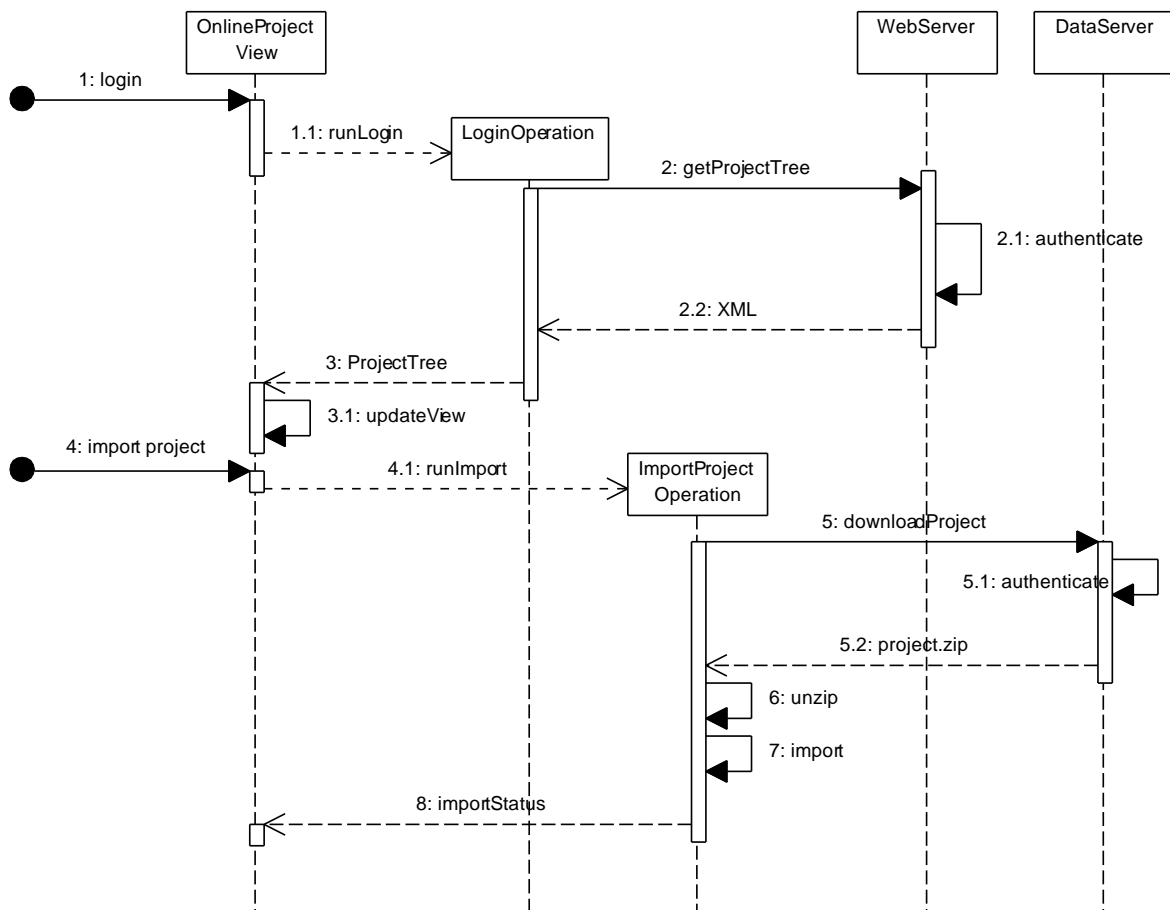 OnlineProject
View
WebServer
DataServer
1: login
1.1: runLogin
LoginOperation
2: getProjectTree
2.1: authenticate
2.2: XML
3: ProjectTree
3.1: updateView
4: import project
4.1: runImport
ImportProject
Operation
5: downloadProject
5.1: authenticate
5.2: project.zip
6: unzip
7: import
8: importStatus